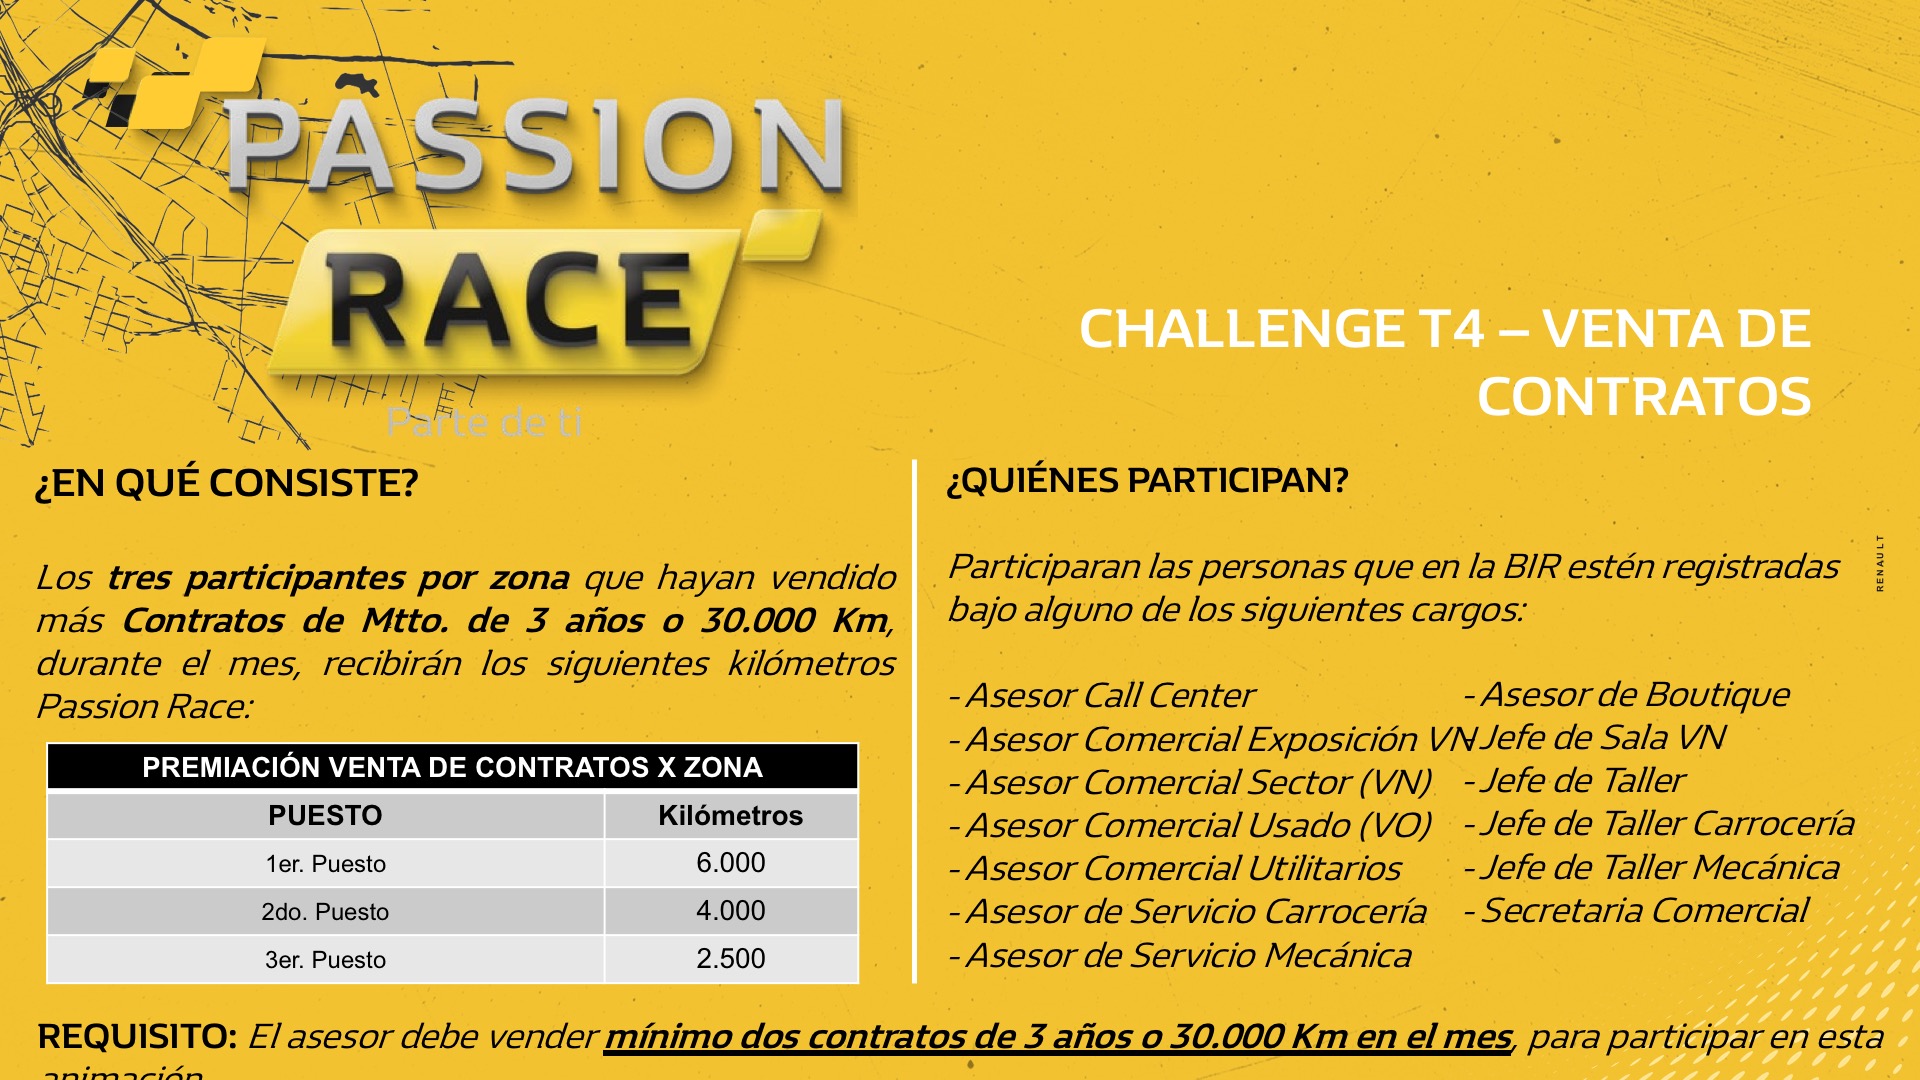 PASSION
RACE
Parte de ti
CHALLENGE T4 – VENTA DE
CONTRATOS
¿EN QUÉ CONSISTE?
Los tres participantes por zona que hayan vendido
más Contratos de Mtto. de 3 años o 30.000 Km,
durante el mes, recibirán los siguientes kilómetros
Passion Race:
PREMIACIÓN VENTA DE CONTRATOS X ZONA
PUESTO Kilómetros
1er. Puesto 6.000
2do. Puesto 4.000
3er. Puesto 2.500
¿QUIÉNES PARTICIPAN?
Participaran las personas que en la BIR estén registradas
bajo alguno de los siguientes cargos:
- Asesor Call Center
- Asesor Comercial Exposición VN
- Asesor Comercial Sector (VN)
- Asesor Comercial Usado (VO)
- Asesor Comercial Utilitarios
- Asesor de Servicio Carrocería
- Asesor de Servicio Mecánica
- Asesor de Boutique
- Jefe de Sala VN
- Jefe de Taller
- Jefe de Taller Carrocería
- Jefe de Taller Mecánica
- Secretaria Comercial
RENAULT
REQUISITO: El asesor debe vender mínimo dos contratos de 3 años o 30.000 Km en el mes, para participar en esta
animación